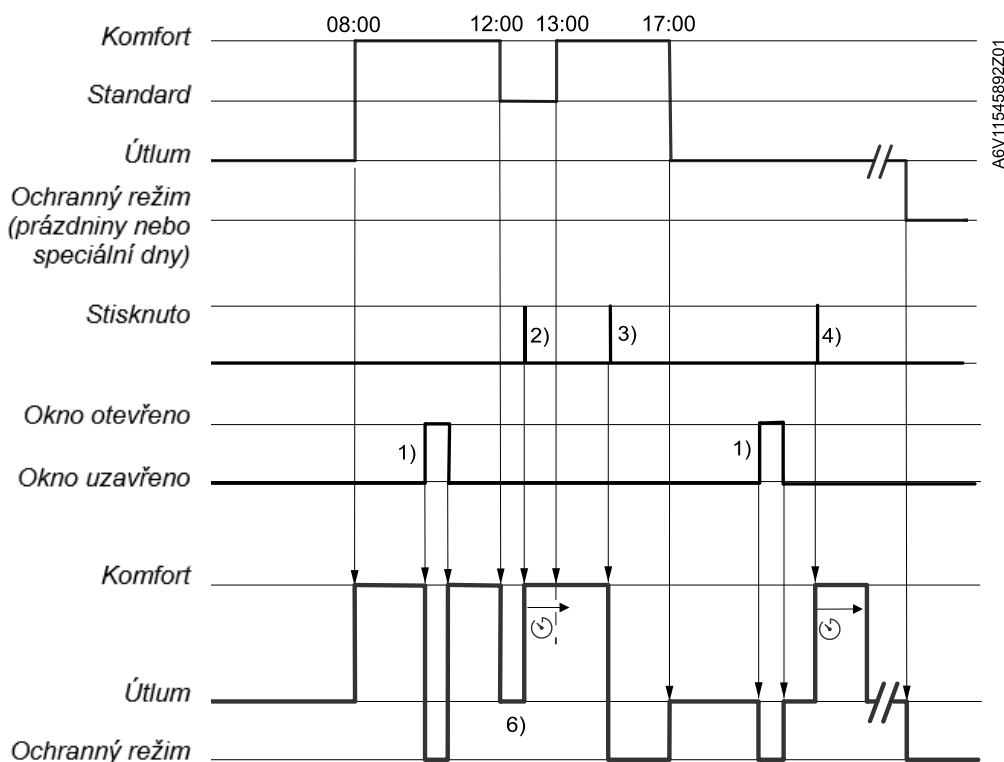 08:00 12:00 13:00 17:00
Komfort
Standard
Útlum
Ochranný režim
(prázdniny nebo
speciální dny)
A6V11545892Z01
Stisknuto
2) 3) 4)
Okno otevřeno
1) 1)
Okno uzavřeno
Komfort
Útlum
6)
Ochranný režim